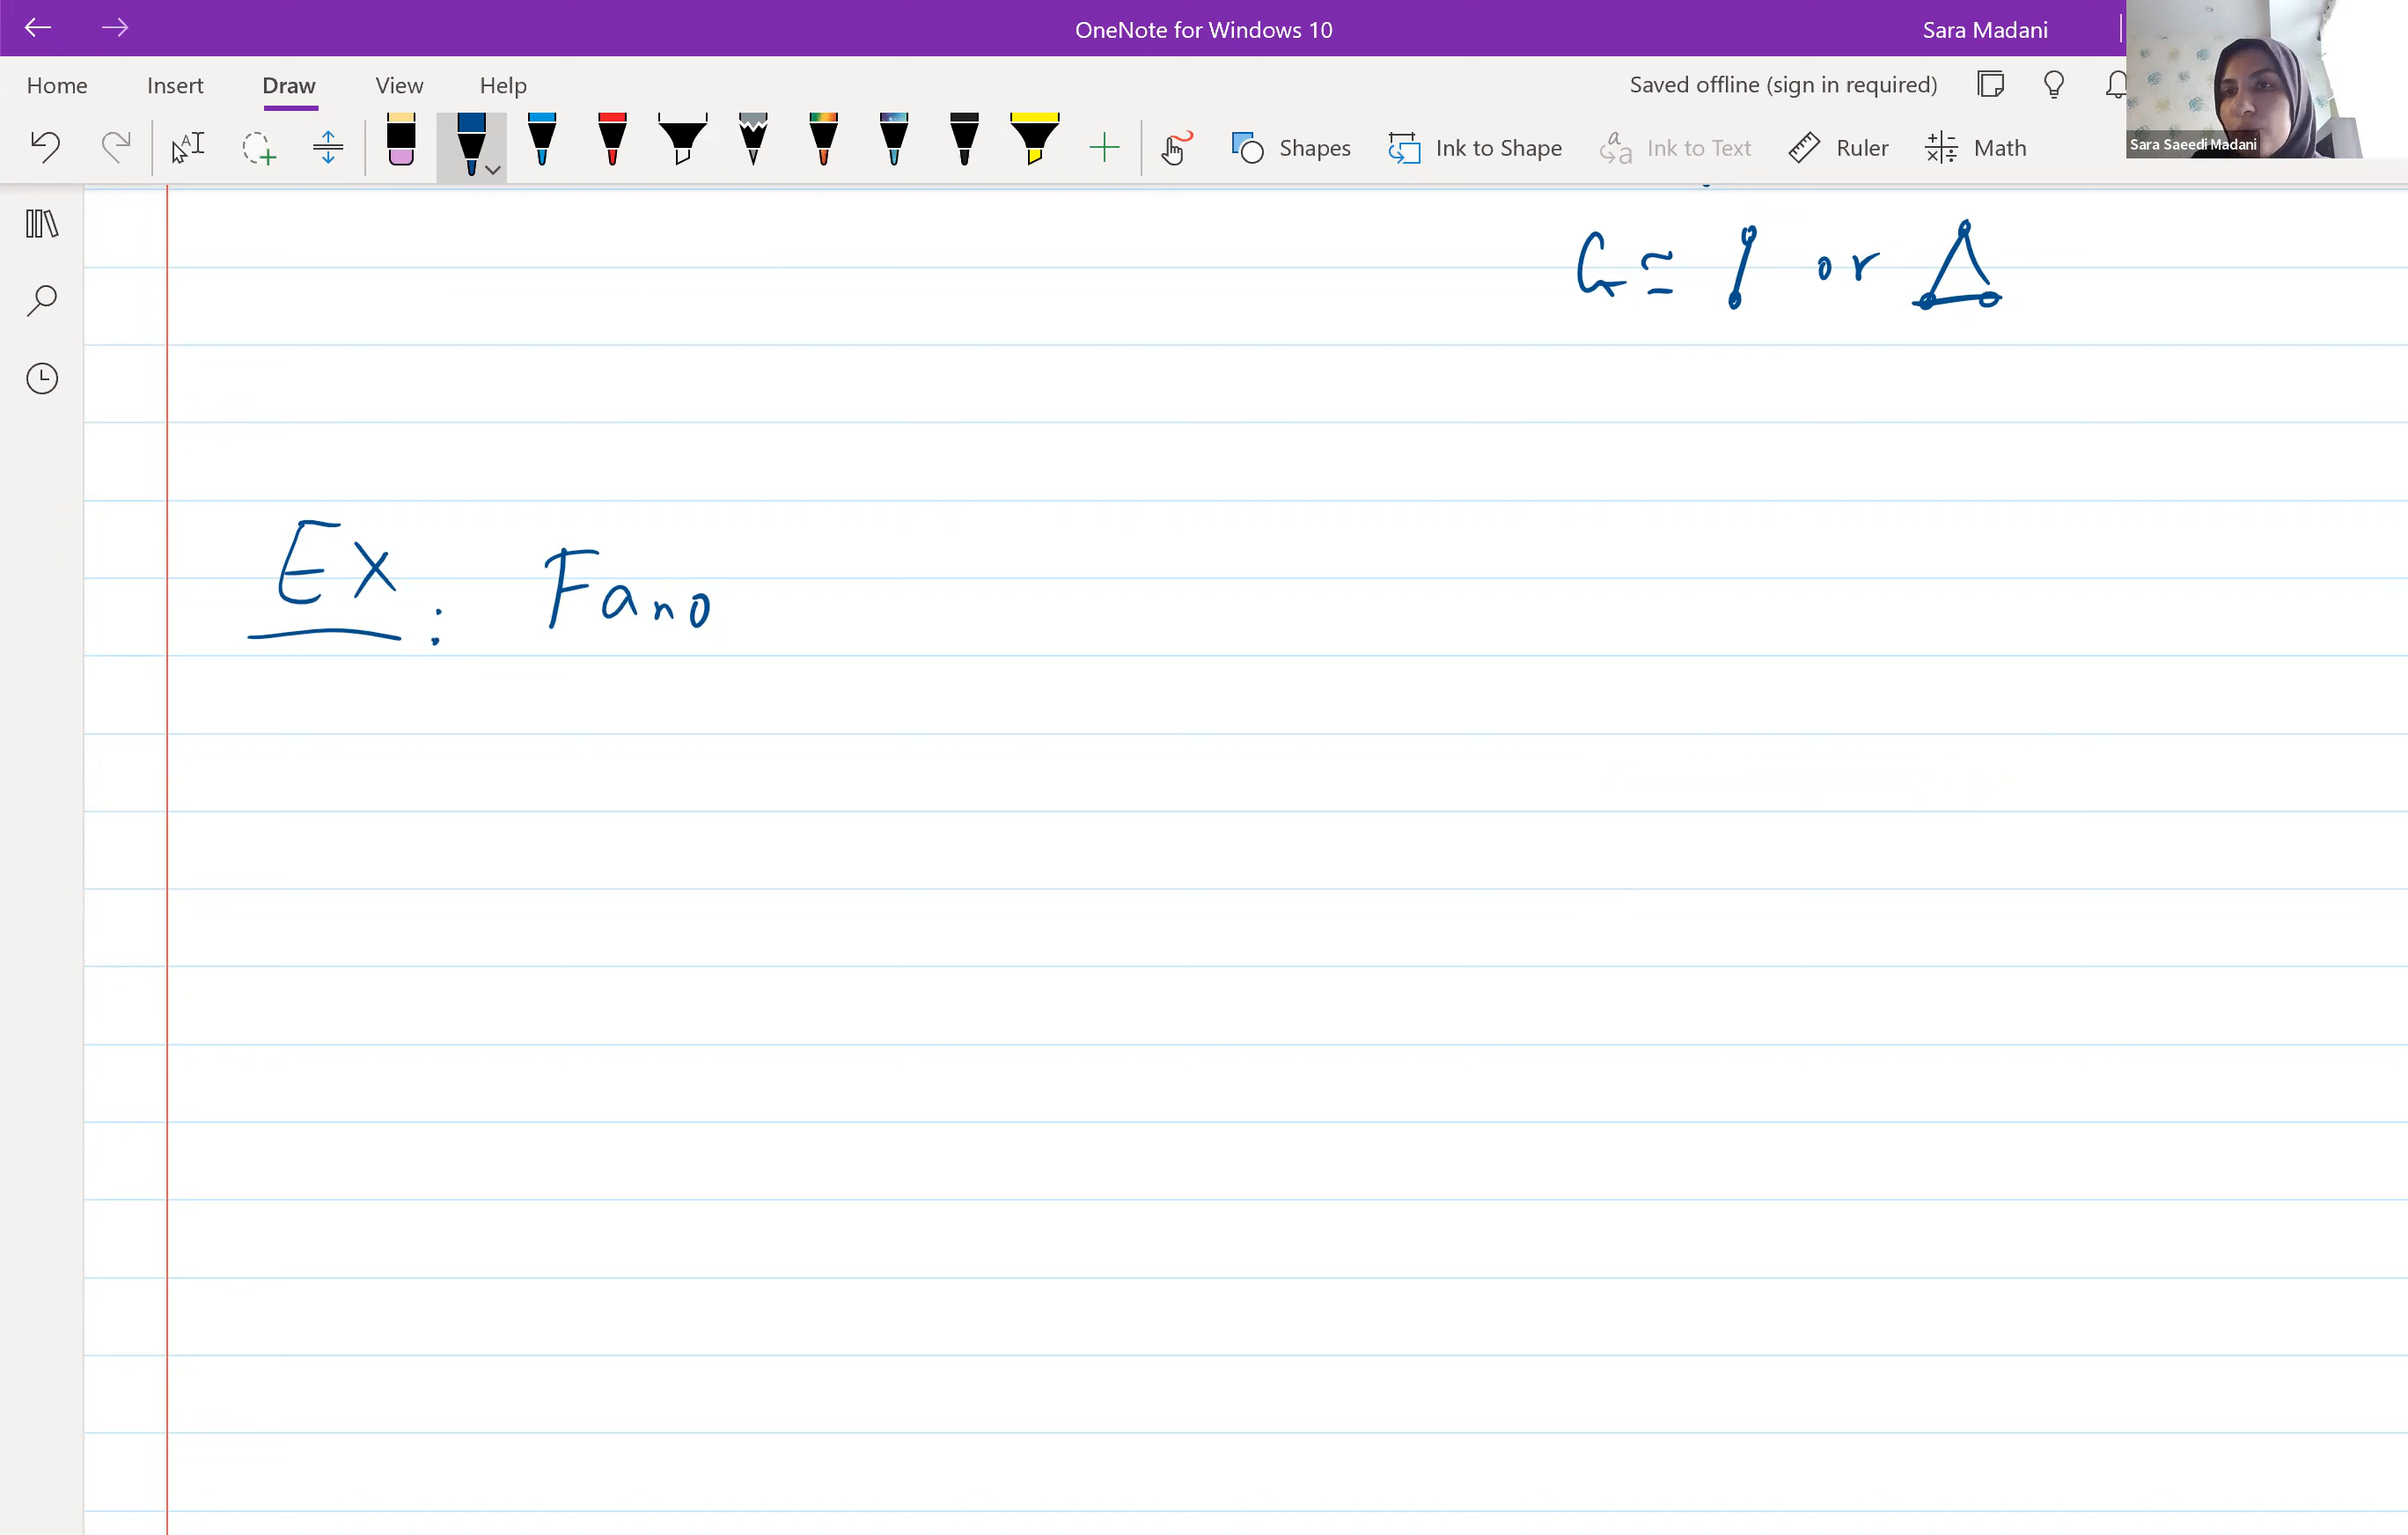 OneNote for Windows 10
Sara Madani
Home Insert Draw View Help
Saved offline (sign in required)
Shapes Ink to Shape Ink to Text Ruler Math
Sara Saeedi Madani
G ≃ or
Ex: Fano